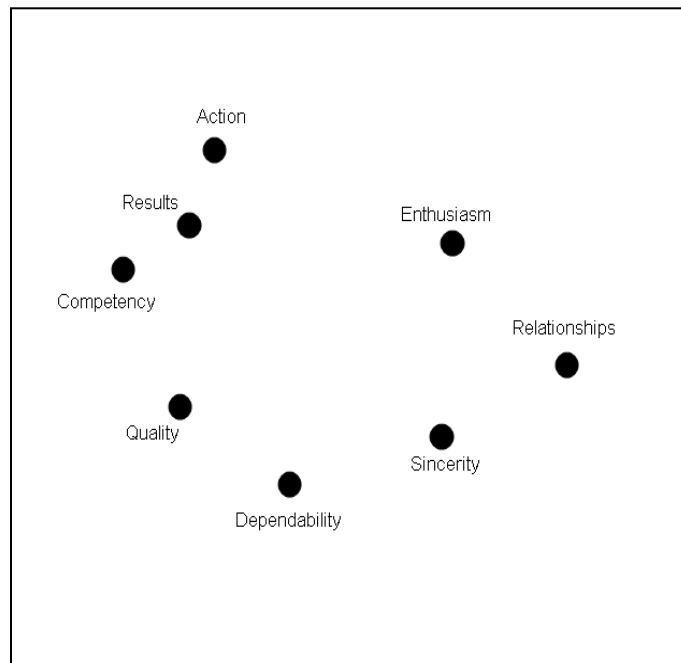 Action
Results
Enthusiasm
Competency
Relationships
Quality
Sincerity
Dependability